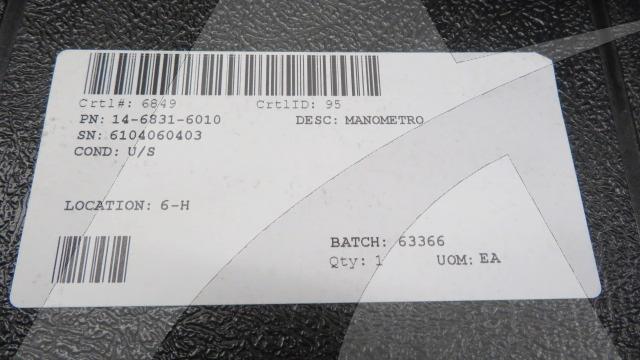 Crtl#: 6849 CrtlID: 95
PN: 14-6831-6010 DESC: MANOMETRO
SN: 6104060403
COND: U/S
LOCATION: 6-H
BATCH: 63366
Qty: 1 UOM: EA